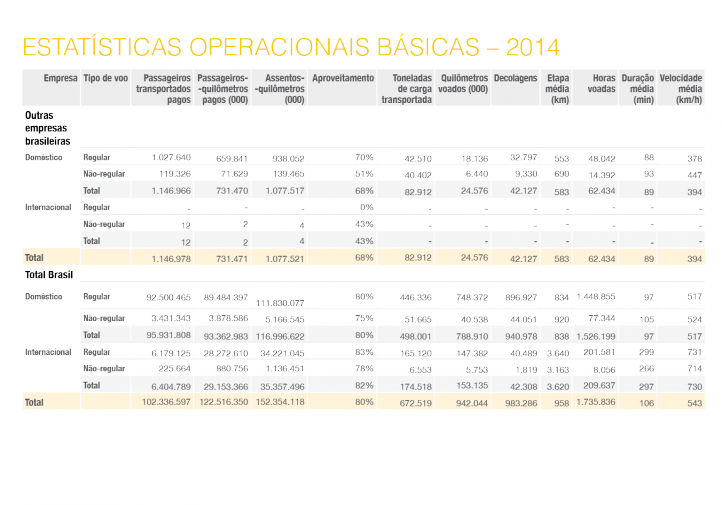 ESTATÍSTICAS OPERACIONAIS BÁSICAS – 2014
Empresa Tipo de voo Passageiros transportados pagos Passageiros-quilômetros pagos (000) Assentos-quilômetros (000) Aproveitamento Toneladas de carga transportada Quilômetros voados (000) Decolagens Etapa média (km) Horas voadas Duração média (min) Velocidade média (km/h)
Outras empresas brasileiras
Doméstico Regular 1.027.640 659.841 938.052 70% 42.510 18.136 32.797 553 48.042 88 378
Não-regular 119.326 71.629 139.465 51% 40.402 6.440 9.330 690 14.392 93 447
Total 1.146.966 731.470 1.077.517 68% 82.912 24.576 42.127 583 62.434 89 394
Internacional Regular - - - 0% - - - - - - -
Não-regular 12 2 4 43% - - - - - - -
Total 12 2 4 43% - - - - - - -
Total 1.146.978 731.471 1.077.521 68% 82.912 24.576 42.127 583 62.434 89 394
Total Brasil
Doméstico Regular 92.500.465 89.484.397 111.830.077 80% 446.336 748.372 896.927 834 1.448.855 97 517
Não-regular 3.431.343 3.878.586 5.166.545 75% 51.665 40.538 44.051 920 77.344 105 524
Total 95.931.808 93.362.983 116.996.622 80% 498.001 788.910 940.978 838 1.526.199 97 517
Internacional Regular 6.179.125 28.272.610 34.221.045 83% 165.120 147.382 40.489 3.640 201.581 299 731
Não-regular 225.664 880.756 1.136.451 78% 6.553 5.753 1.819 3.163 8.056 266 714
Total 6.404.789 29.153.366 35.357.496 82% 174.518 153.135 42.308 3.620 209.637 297 730
Total 102.336.597 122.516.350 152.354.118 80% 672.519 942.044 983.286 958 1.735.836 106 543